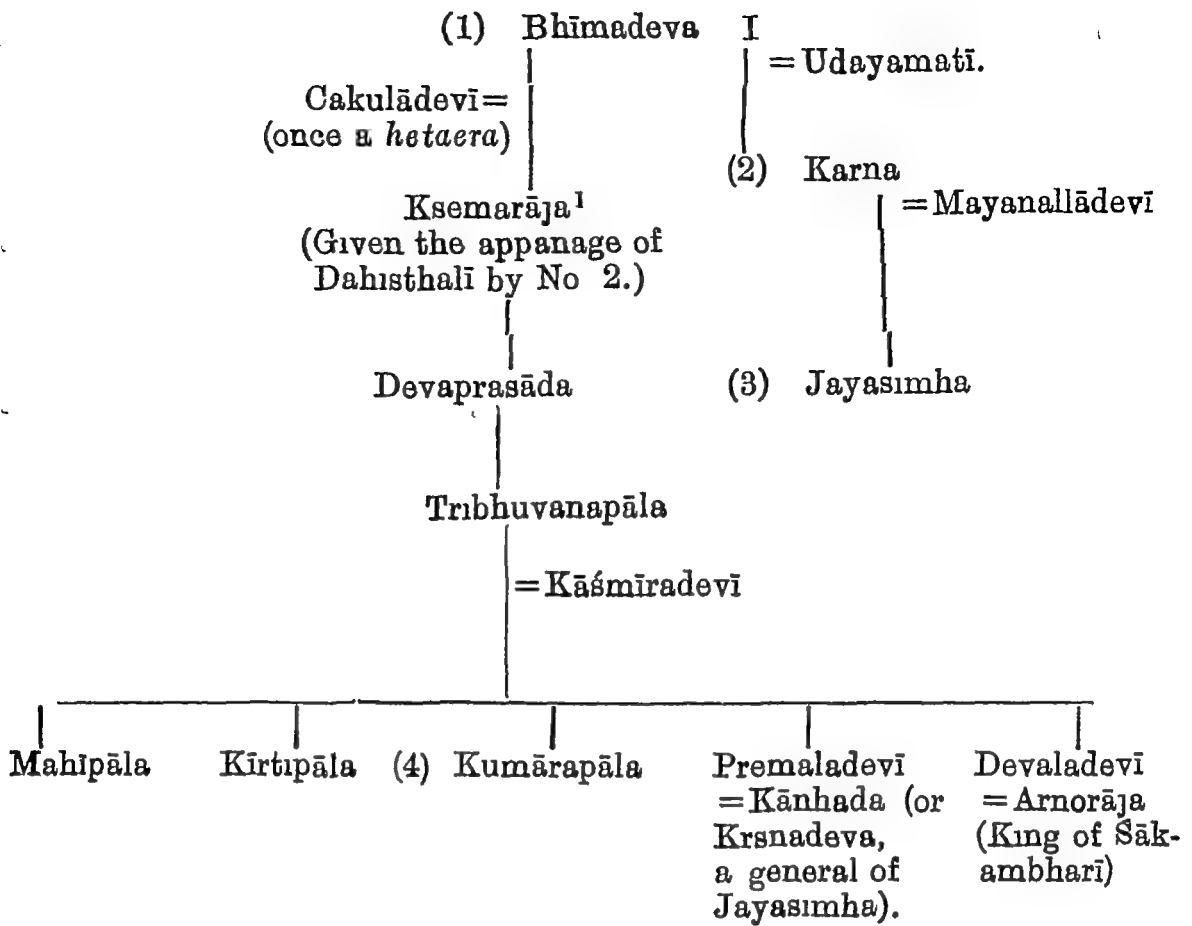 (1) Bhīmadeva I
= Udayamatī.
Cakulādevī=
(once a hetaera)
(2) Karna
Ksemarāja¹
= Mayanallādevī
(Given the appanage of
Dahısthalī by No 2.)
Devaprasāda (3) Jayasımha
Trıbhuvanapāla
= Kāśmīradevī
Mahīpāla Kīrtıpāla (4) Kumārapāla Premaladevī Devaladevī
=Kānhada (or =Arnorāja
Krsnadeva, (King of Śāk-
a general of ambharī)
Jayasımha).